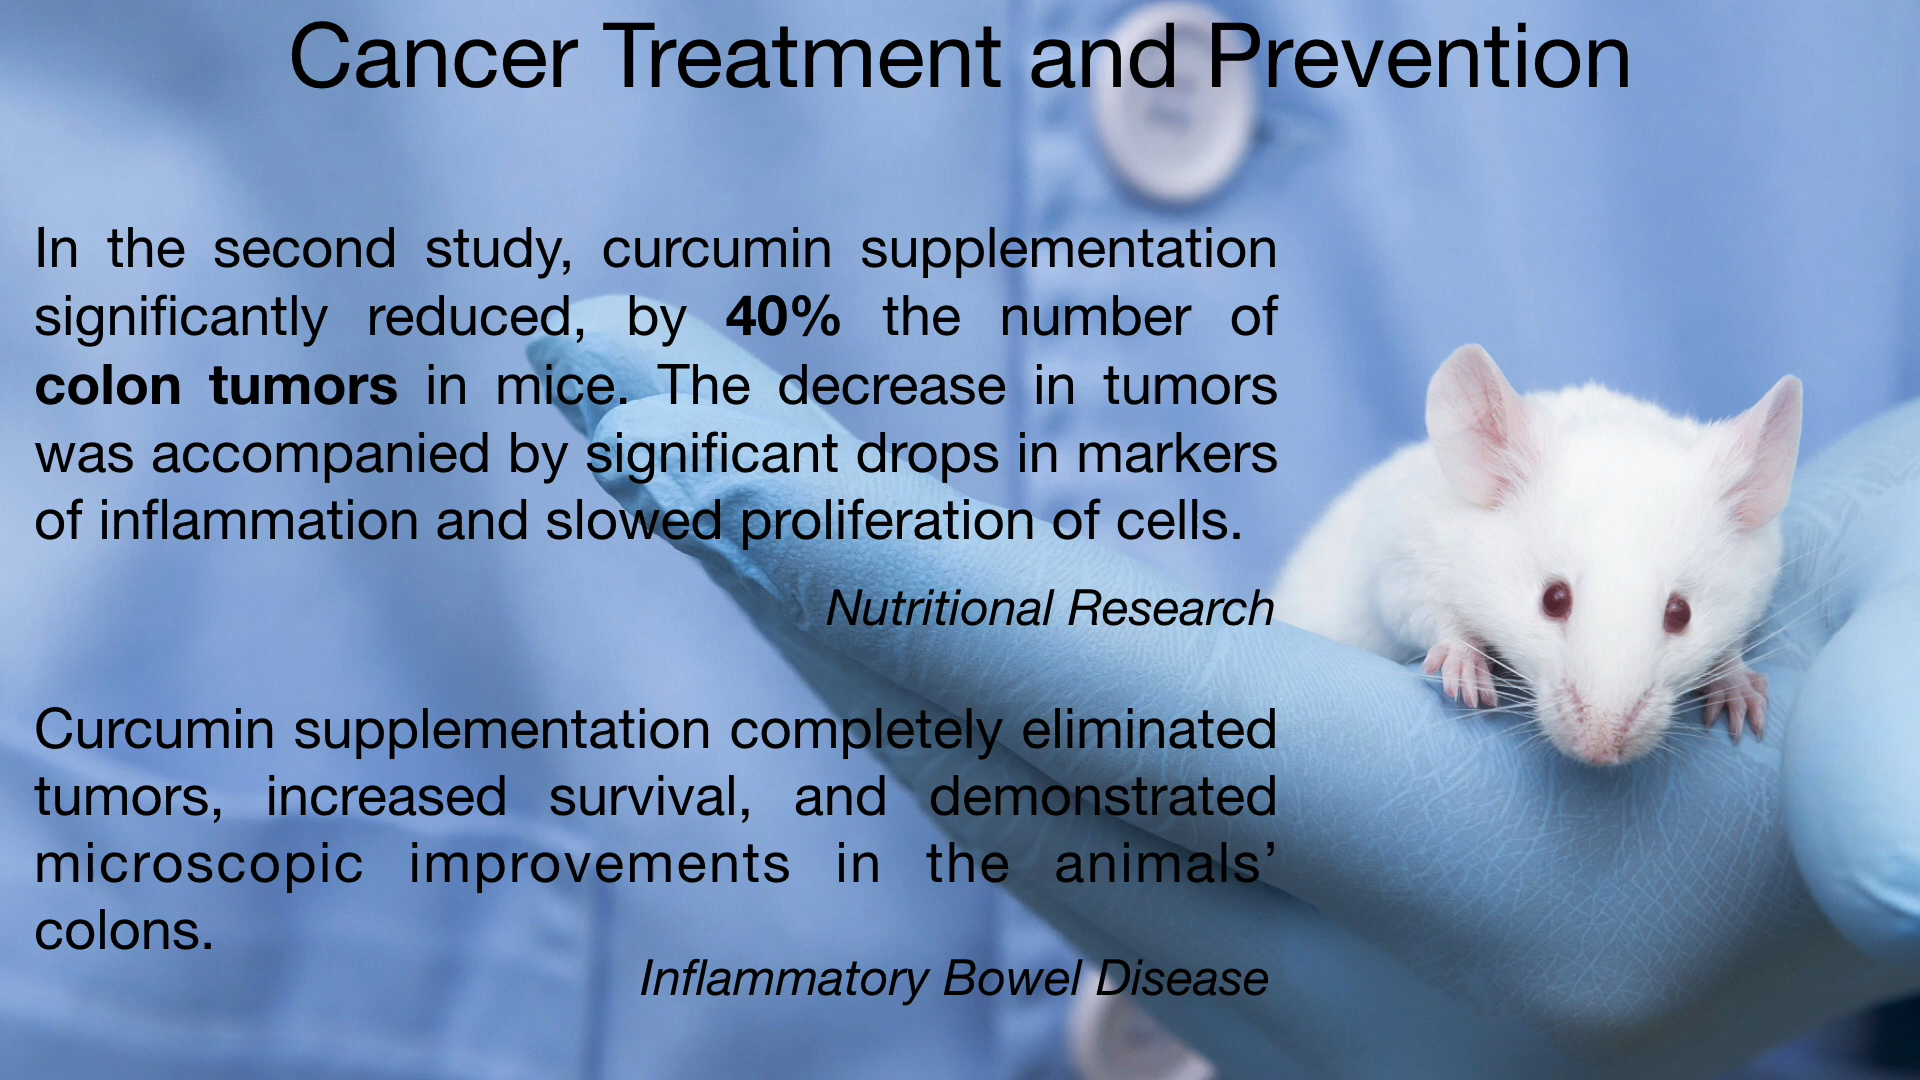 Cancer Treatment and Prevention
In the second study, curcumin supplementation
significantly reduced, by 40% the number of
colon tumors in mice. The decrease in tumors
was accompanied by significant drops in markers
of inflammation and slowed proliferation of cells.
Nutritional Research
Curcumin supplementation completely eliminated
tumors, increased survival, and demonstrated
microscopic improvements in the animals’
colons.
Inflammatory Bowel Disease